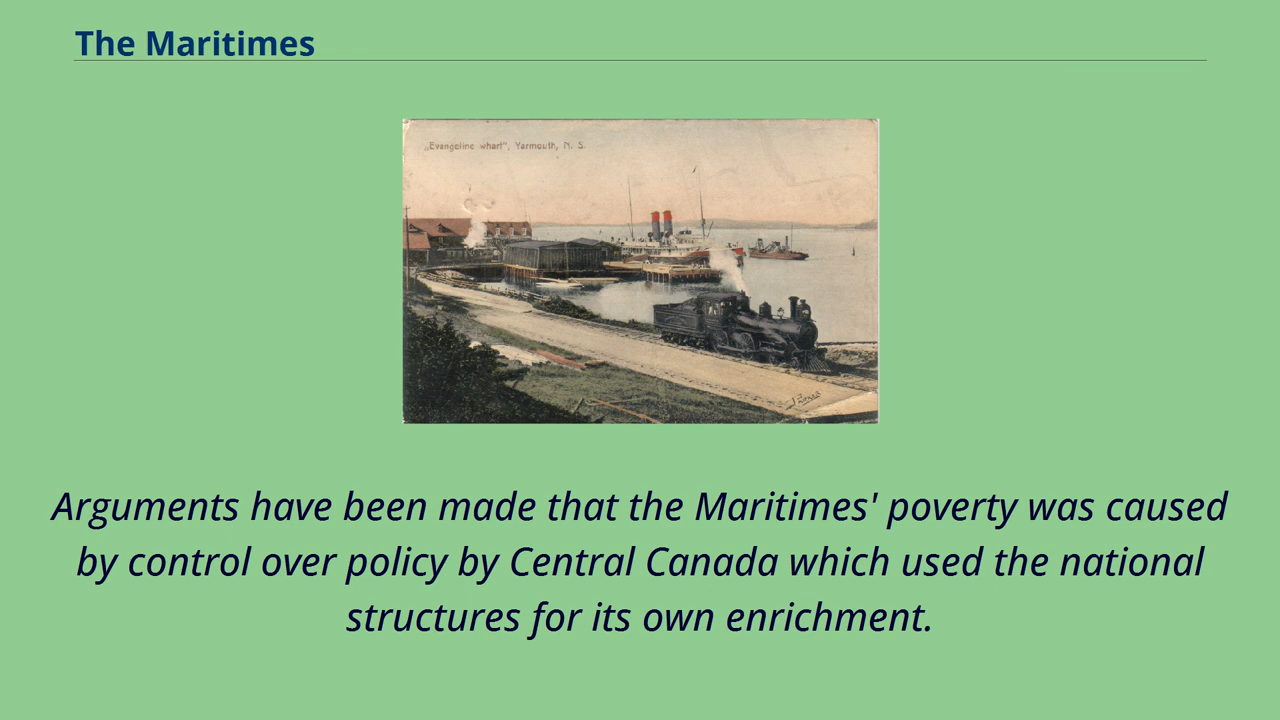 The Maritimes
„Evangeline wharf", Yarmouth, N. S.
Arguments have been made that the Maritimes' poverty was caused
by control over policy by Central Canada which used the national
structures for its own enrichment.